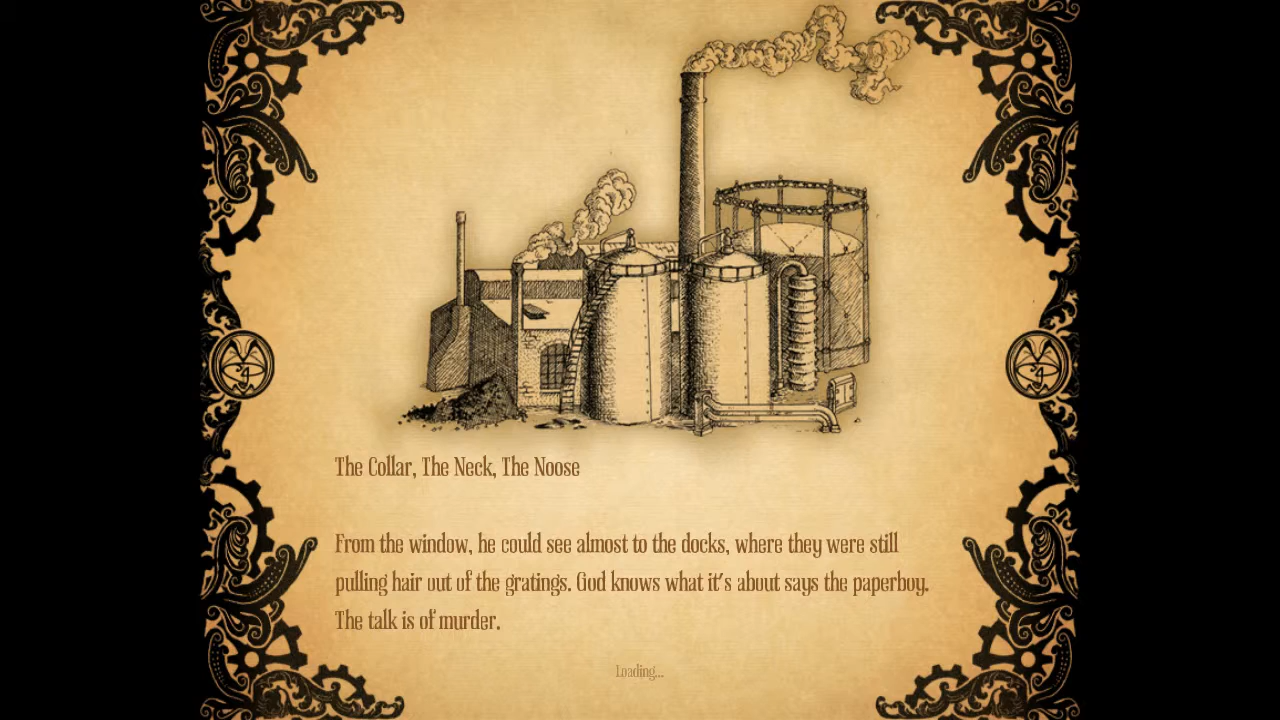 The Collar, The Neck, The Noose
From the window, he could see almost to the docks, where they were still
pulling hair out of the gratings. God knows what it's about says the paperboy.
The talk is of murder.
Loading...